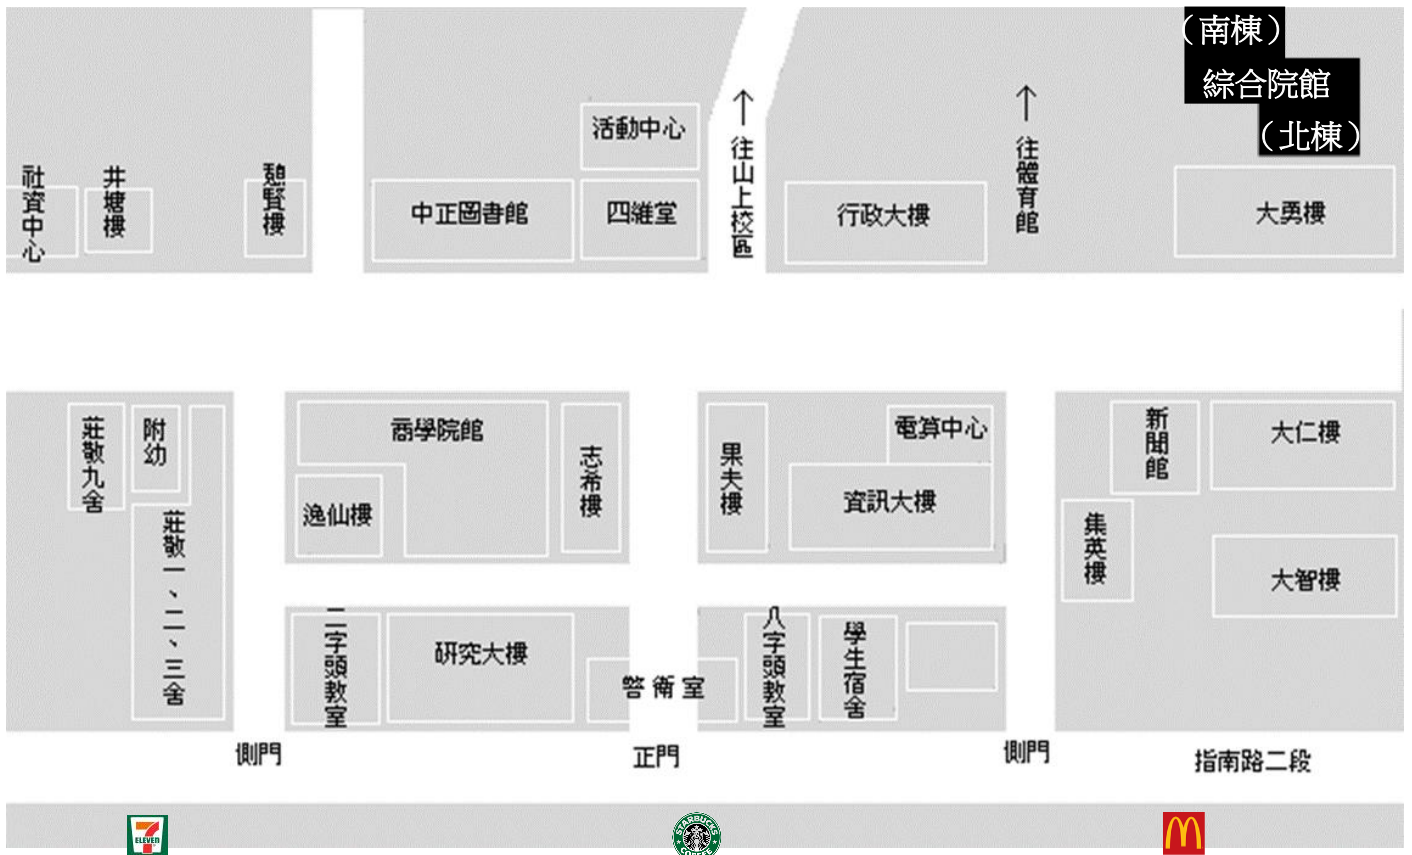 （南棟）
綜合院館
（北棟）
活動中心
往山上校區
往體育館
社資中心
井塘樓
憩賢樓
中正圖書館
四維堂
行政大樓
大勇樓
莊敬九舍
附幼
商學院館
志希樓
果夫樓
電算中心
新聞館
大仁樓
逸仙樓
資訊大樓
集英樓
莊敬一、二、三舍
大智樓
二字頭教室
研究大樓
警衛室
八字頭教室
學生宿舍
側門
正門
側門
指南路二段
7
ELEVEN
STARBUCKS
COFFEE
M